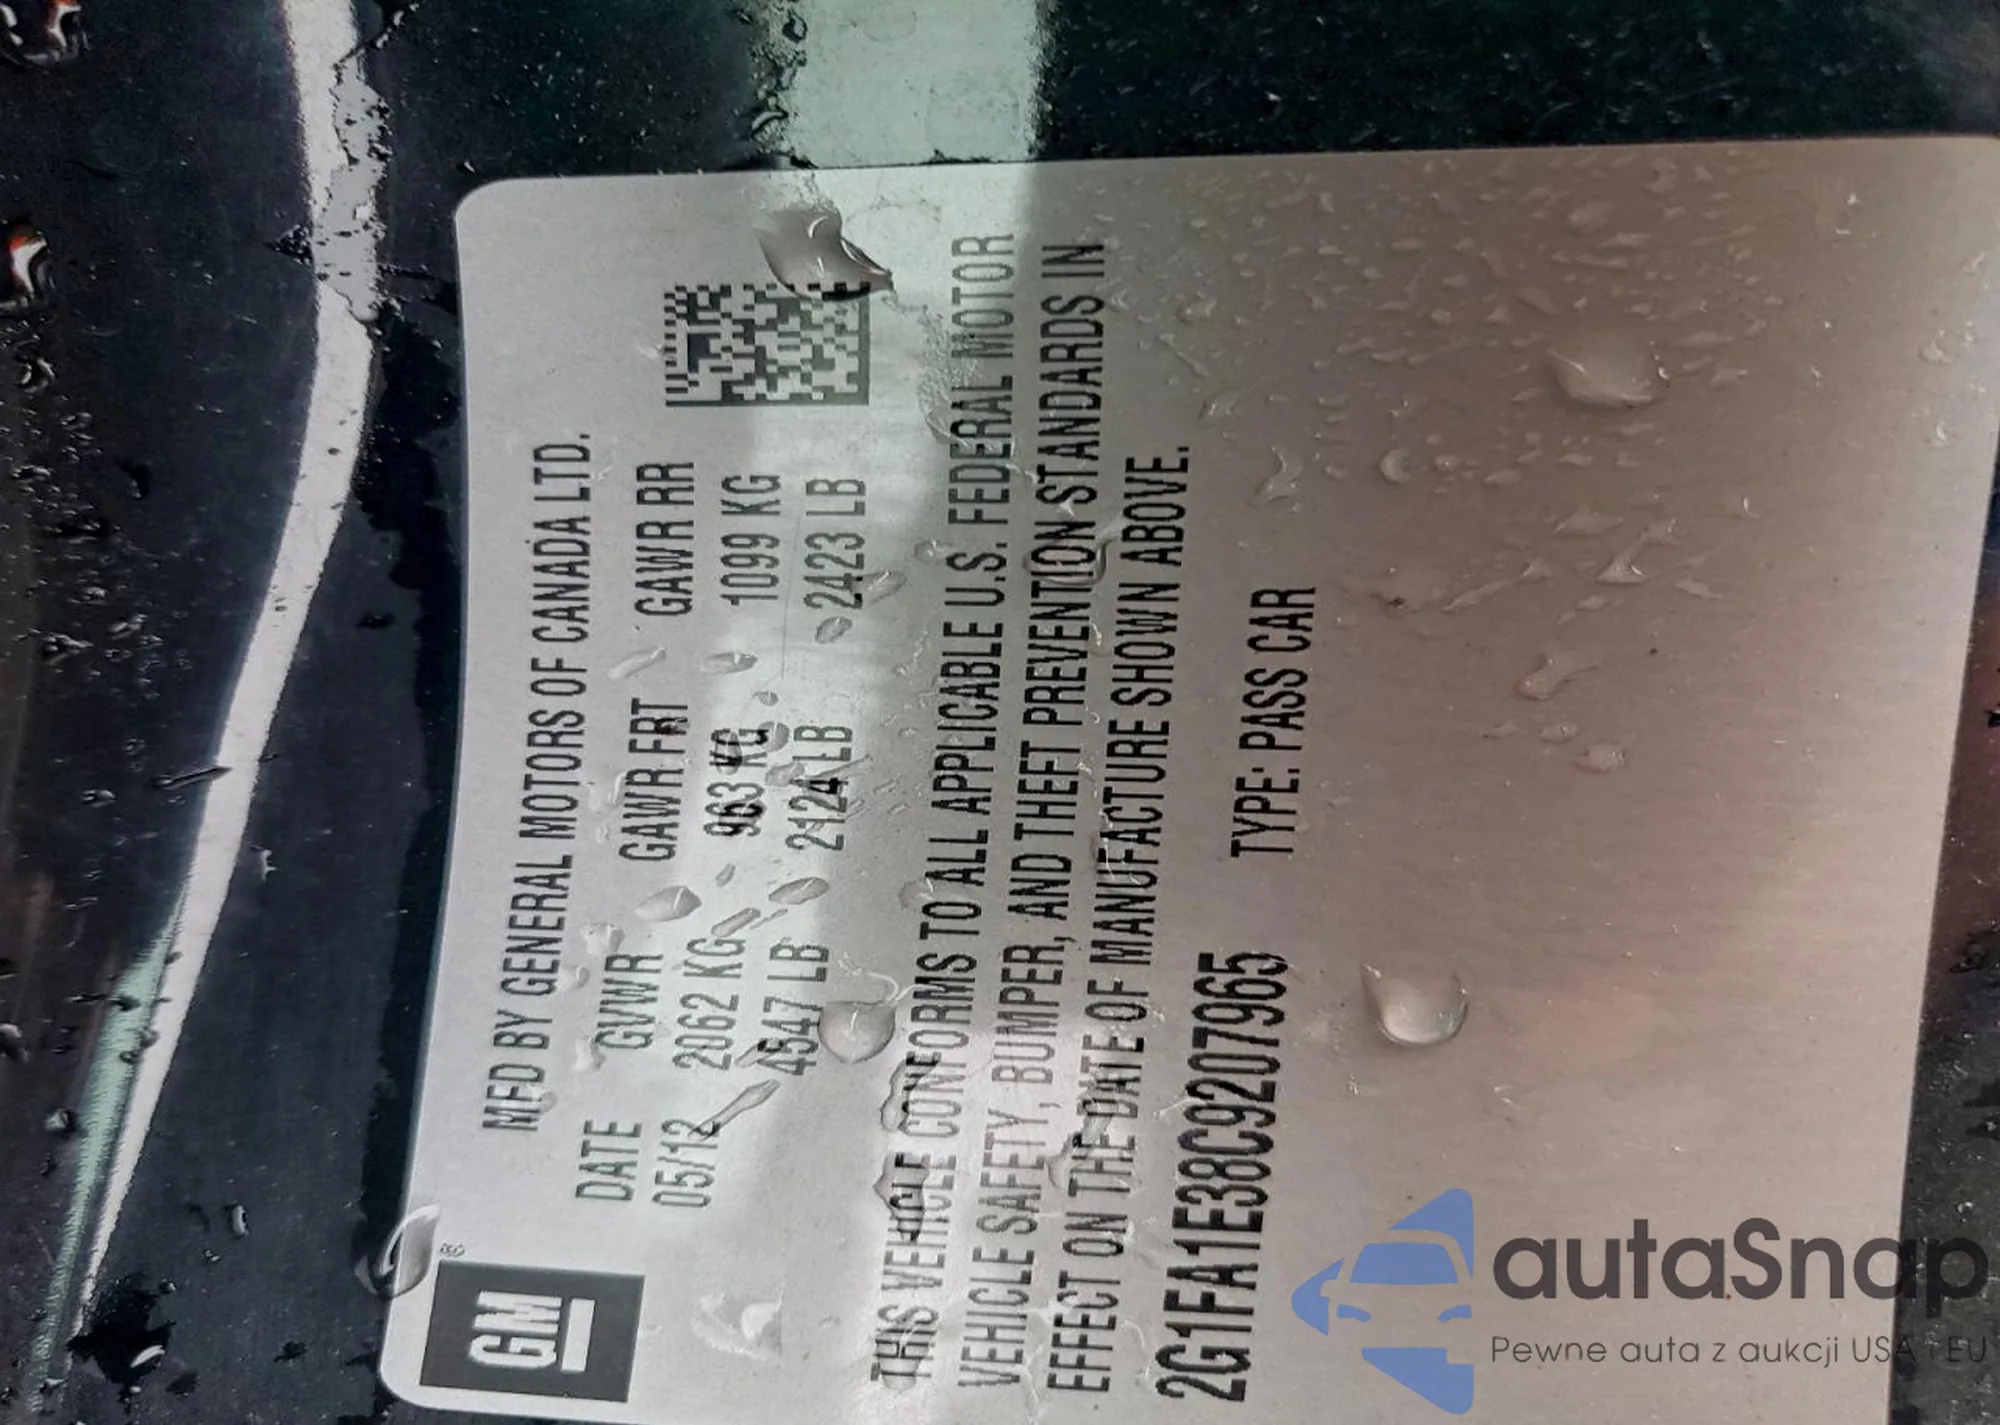 GM
®
MFD BY GENERAL MOTORS OF CANADA LTD.
DATE GVWR GAWR FRT GAWR RR
05/12 2062 KG 963 KG 1099 KG
4547 LB 2124 LB 2423 LB
THIS VEHICLE CONFORMS TO ALL APPLICABLE U.S. FEDERAL MOTOR
VEHICLE SAFETY, BUMPER, AND THEFT PREVENTION STANDARDS IN
EFFECT ON THE DATE OF MANUFACTURE SHOWN ABOVE.
2G1FA1E38C9207965 TYPE: PASS CAR
autaSnap
Pewne auta z aukcji USA i EU